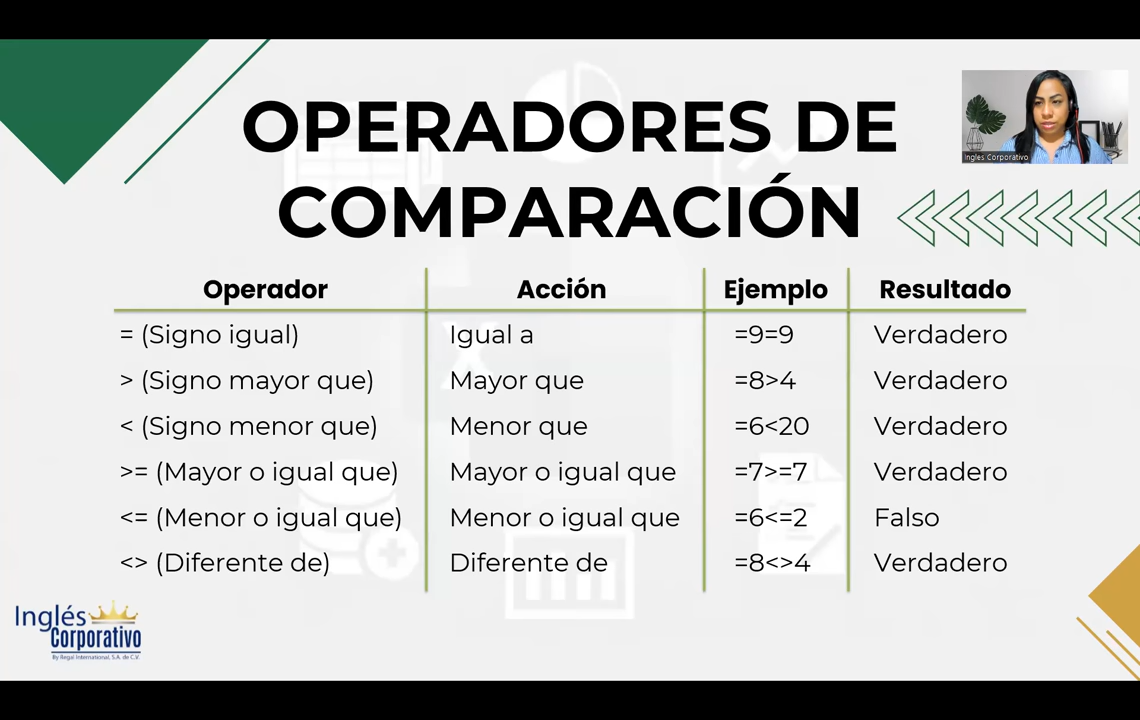 OPERADORES DE
COMPARACIÓN
Ingles Corporativo
Operador Acción Ejemplo Resultado
= (Signo igual) Igual a =9=9 Verdadero
> (Signo mayor que) Mayor que =8>4 Verdadero
< (Signo menor que) Menor que =6<20 Verdadero
>= (Mayor o igual que) Mayor o igual que =7>=7 Verdadero
<= (Menor o igual que) Menor o igual que =6<=2 Falso
<> (Diferente de) Diferente de =8<>4 Verdadero
Inglés
Corporativo
By Regal International, S.A. de C.V.